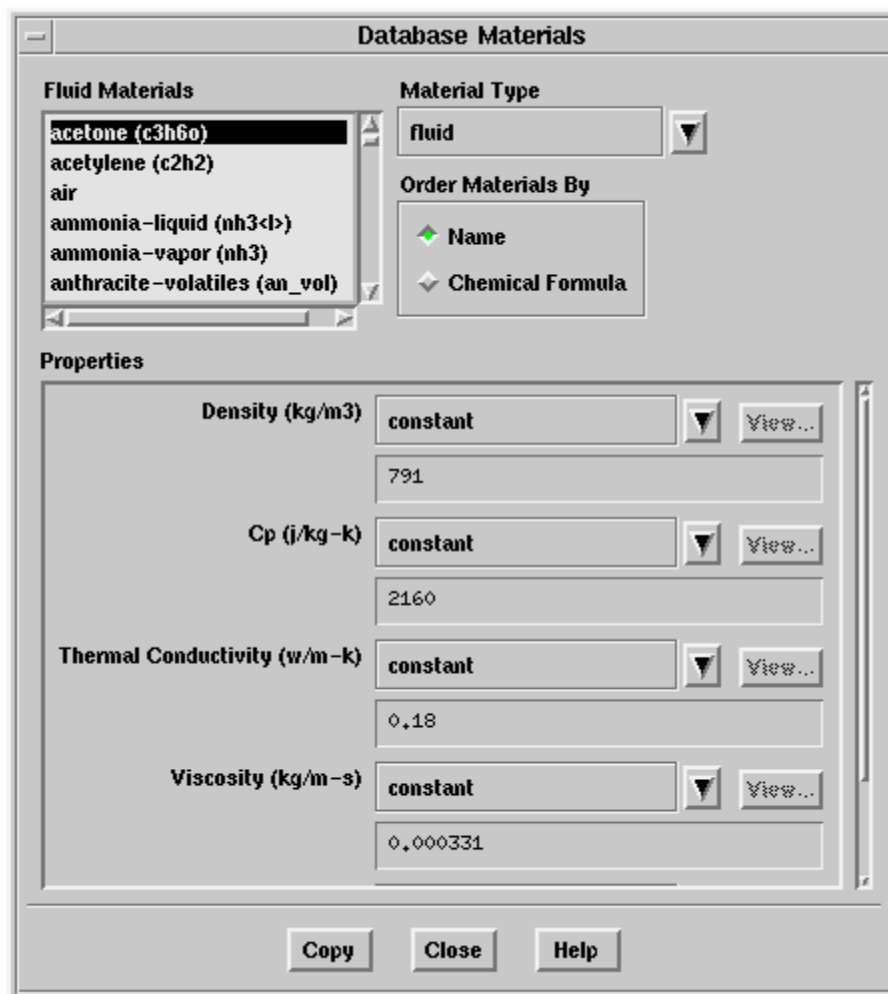 Database Materials
Fluid Materials
Material Type
acetone (c3h6o)
acetylene (c2h2)
air
ammonia-liquid (nh3<l>)
ammonia-vapor (nh3)
anthracite-volatiles (an_vol)
fluid
Order Materials By
Name
Chemical Formula
Properties
Density (kg/m3)
constant
View...
791
Cp (j/kg-k)
constant
View...
2160
Thermal Conductivity (w/m-k)
constant
View...
0.18
Viscosity (kg/m-s)
constant
View...
0.000331
Copy
Close
Help